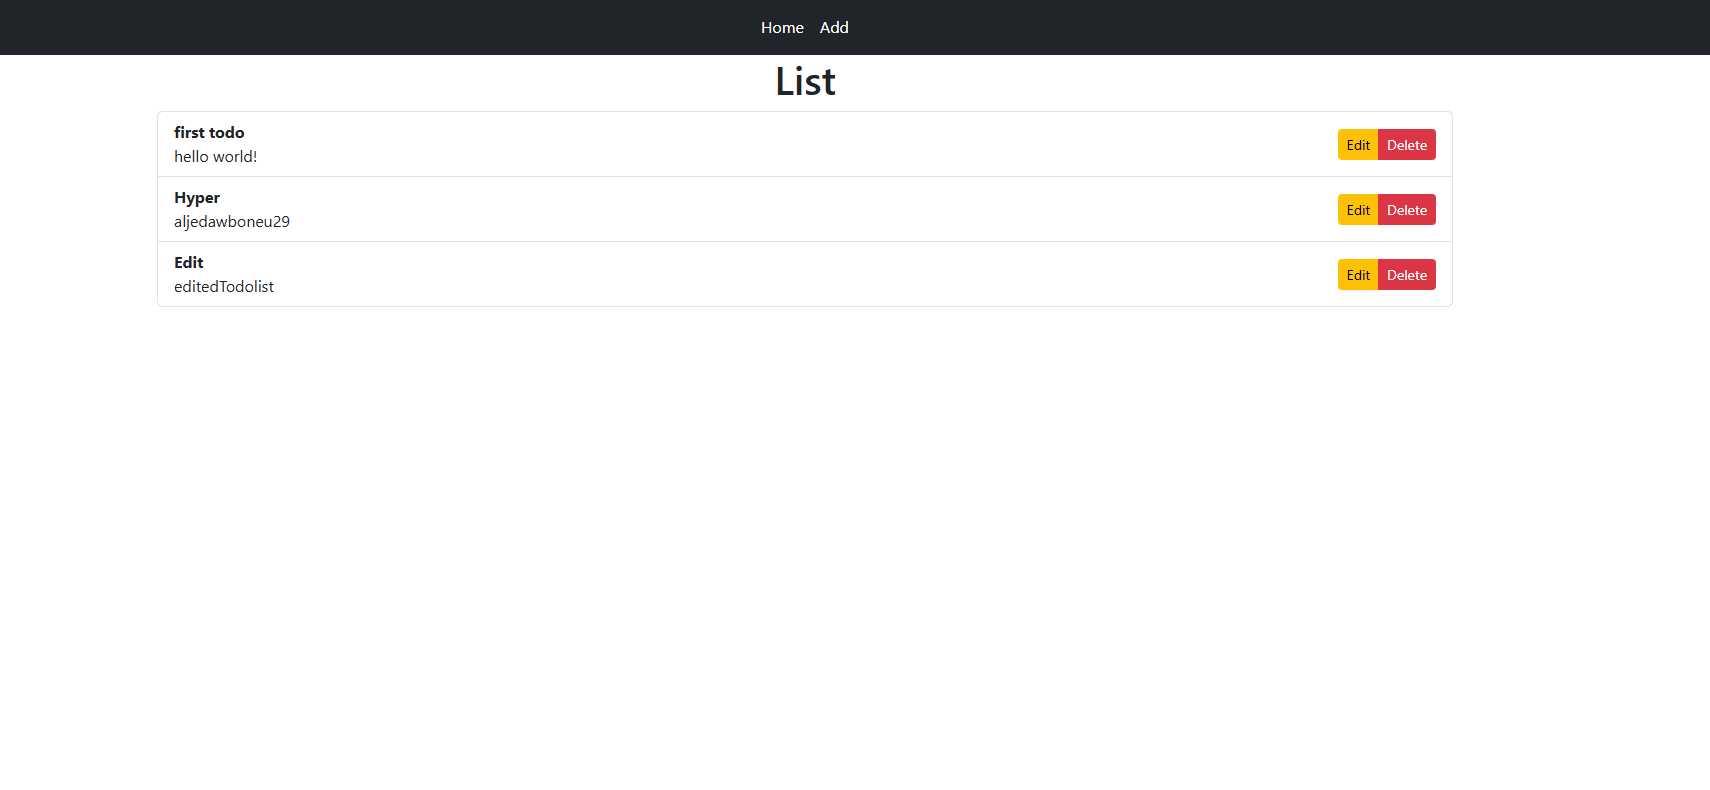 Home Add
List
first todo
hello world!
Edit Delete
Hyper
aljedawboneu29
Edit Delete
Edit
editedTodolist
Edit Delete